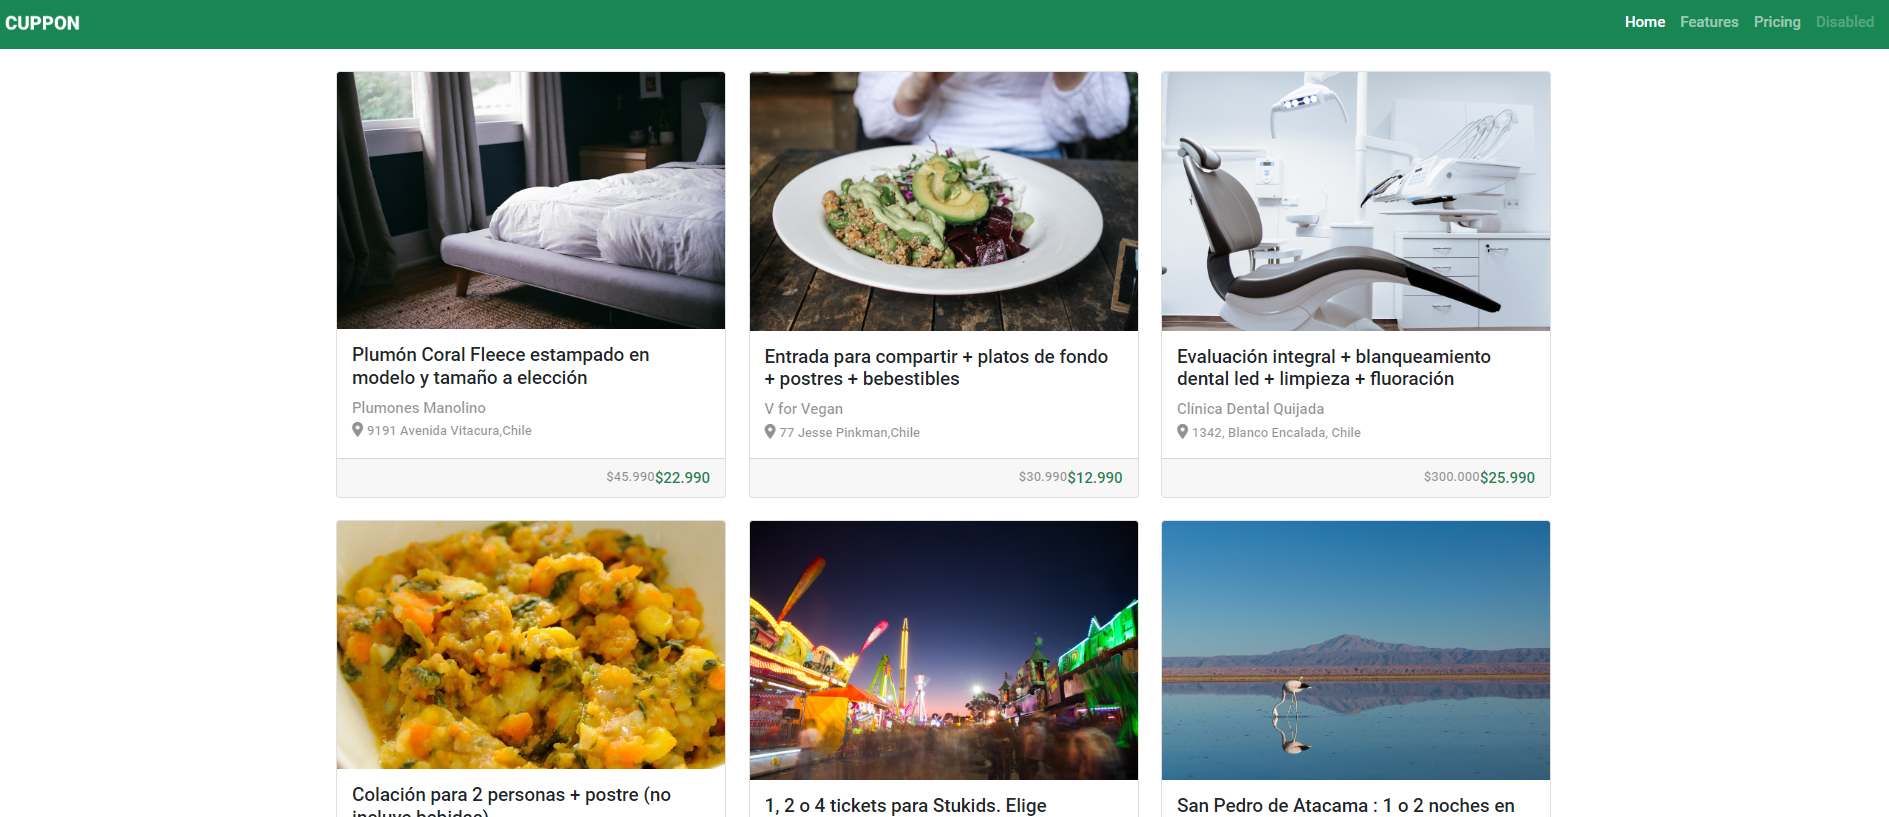 CUPPON
Home Features Pricing Disabled
Plumón Coral Fleece estampado en
modelo y tamaño a elección
Plumones Manolino
9191 Avenida Vitacura,Chile
$45.990$22.990
Entrada para compartir + platos de fondo
+ postres + bebestibles
V for Vegan
77 Jesse Pinkman,Chile
$30.990$12.990
Evaluación integral + blanqueamiento
dental led + limpieza + fluoración
Clínica Dental Quijada
1342, Blanco Encalada, Chile
$300.000$25.990
Colación para 2 personas + postre (no
incluye bebidas)
1, 2 o 4 tickets para Stukids. Elige
San Pedro de Atacama : 1 o 2 noches en